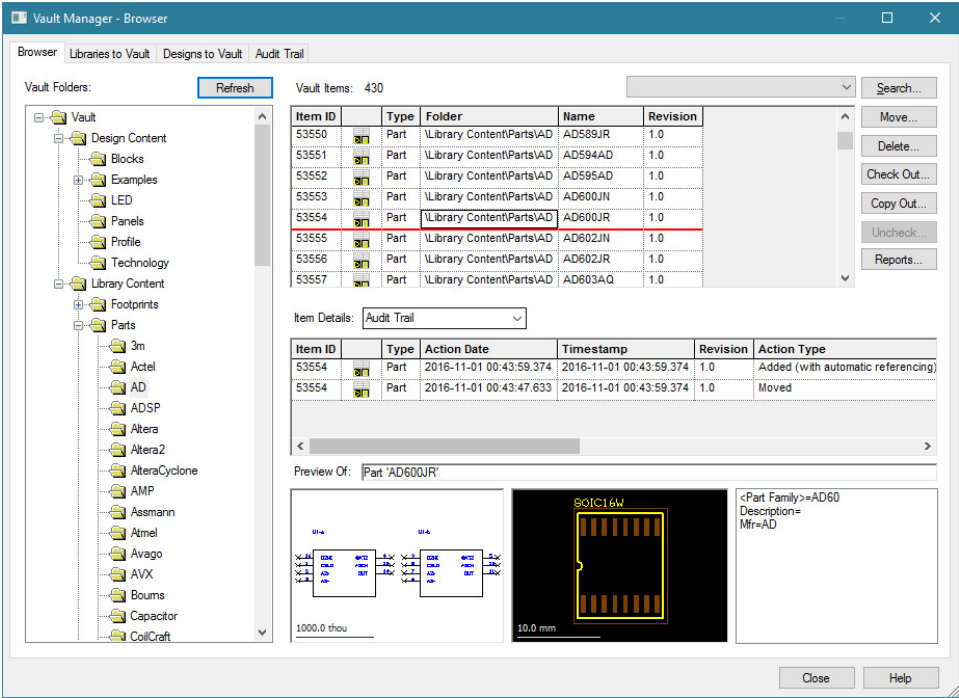 Vault Manager - Browser
Browser Libraries to Vault Designs to Vault Audit Trail
Vault Folders: Refresh
Vault
Design Content
Blocks
Examples
LED
Panels
Profile
Technology
Library Content
Footprints
Parts
3m
Actel
AD
ADSP
Altera
Altera2
AlteraCyclone
AMP
Assmann
Atmel
Avago
AVX
Bourns
Capacitor
CoilCraft
Vault Items: 430
Item ID Type Folder Name Revision
53550 Part \Library Content\Parts\AD AD589JR 1.0
53551 Part \Library Content\Parts\AD AD594AD 1.0
53552 Part \Library Content\Parts\AD AD595AD 1.0
53553 Part \Library Content\Parts\AD AD600JN 1.0
53554 Part \Library Content\Parts\AD AD600JR 1.0
53555 Part \Library Content\Parts\AD AD602JN 1.0
53556 Part \Library Content\Parts\AD AD602JR 1.0
53557 Part \Library Content\Parts\AD AD603AQ 1.0
Search...
Move...
Delete...
Check Out...
Copy Out...
Uncheck...
Reports...
Item Details: Audit Trail
Item ID Type Action Date Timestamp Revision Action Type
53554 Part 2016-11-01 00:43:59.374 2016-11-01 00:43:59.374 1.0 Added (with automatic referencing)
53554 Part 2016-11-01 00:43:47.633 2016-11-01 00:43:59.374 1.0 Moved
Preview Of: Part 'AD600JR'
U1-a U1-b
1000.0 thou
SOIC16W
10.0 mm
<Part Family>=AD60
Description=
Mfr=AD
Close Help